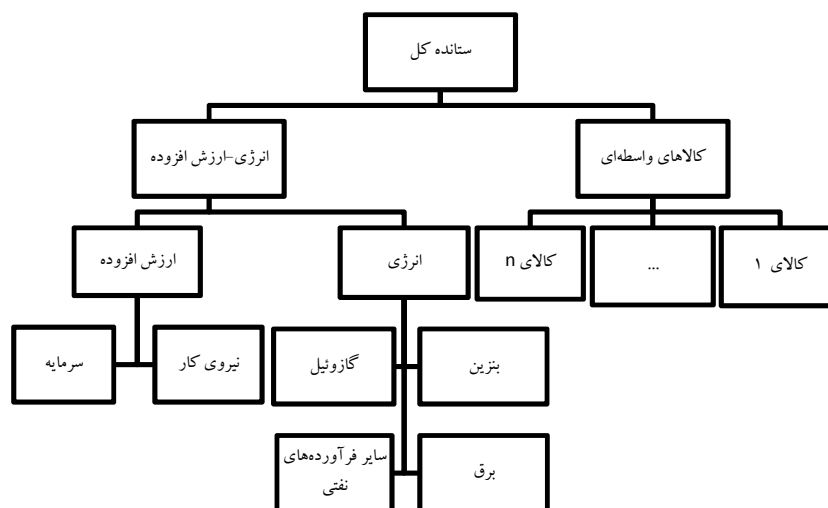 ستانده کل
کالاهای واسطه‌ای
انرژی-ارزش افزوده
کالای ۱
...
کالای n
انرژی
ارزش افزوده
بنزین
گازوئیل
نیروی کار
سرمایه
برق
سایر فرآورده‌های
نفتی